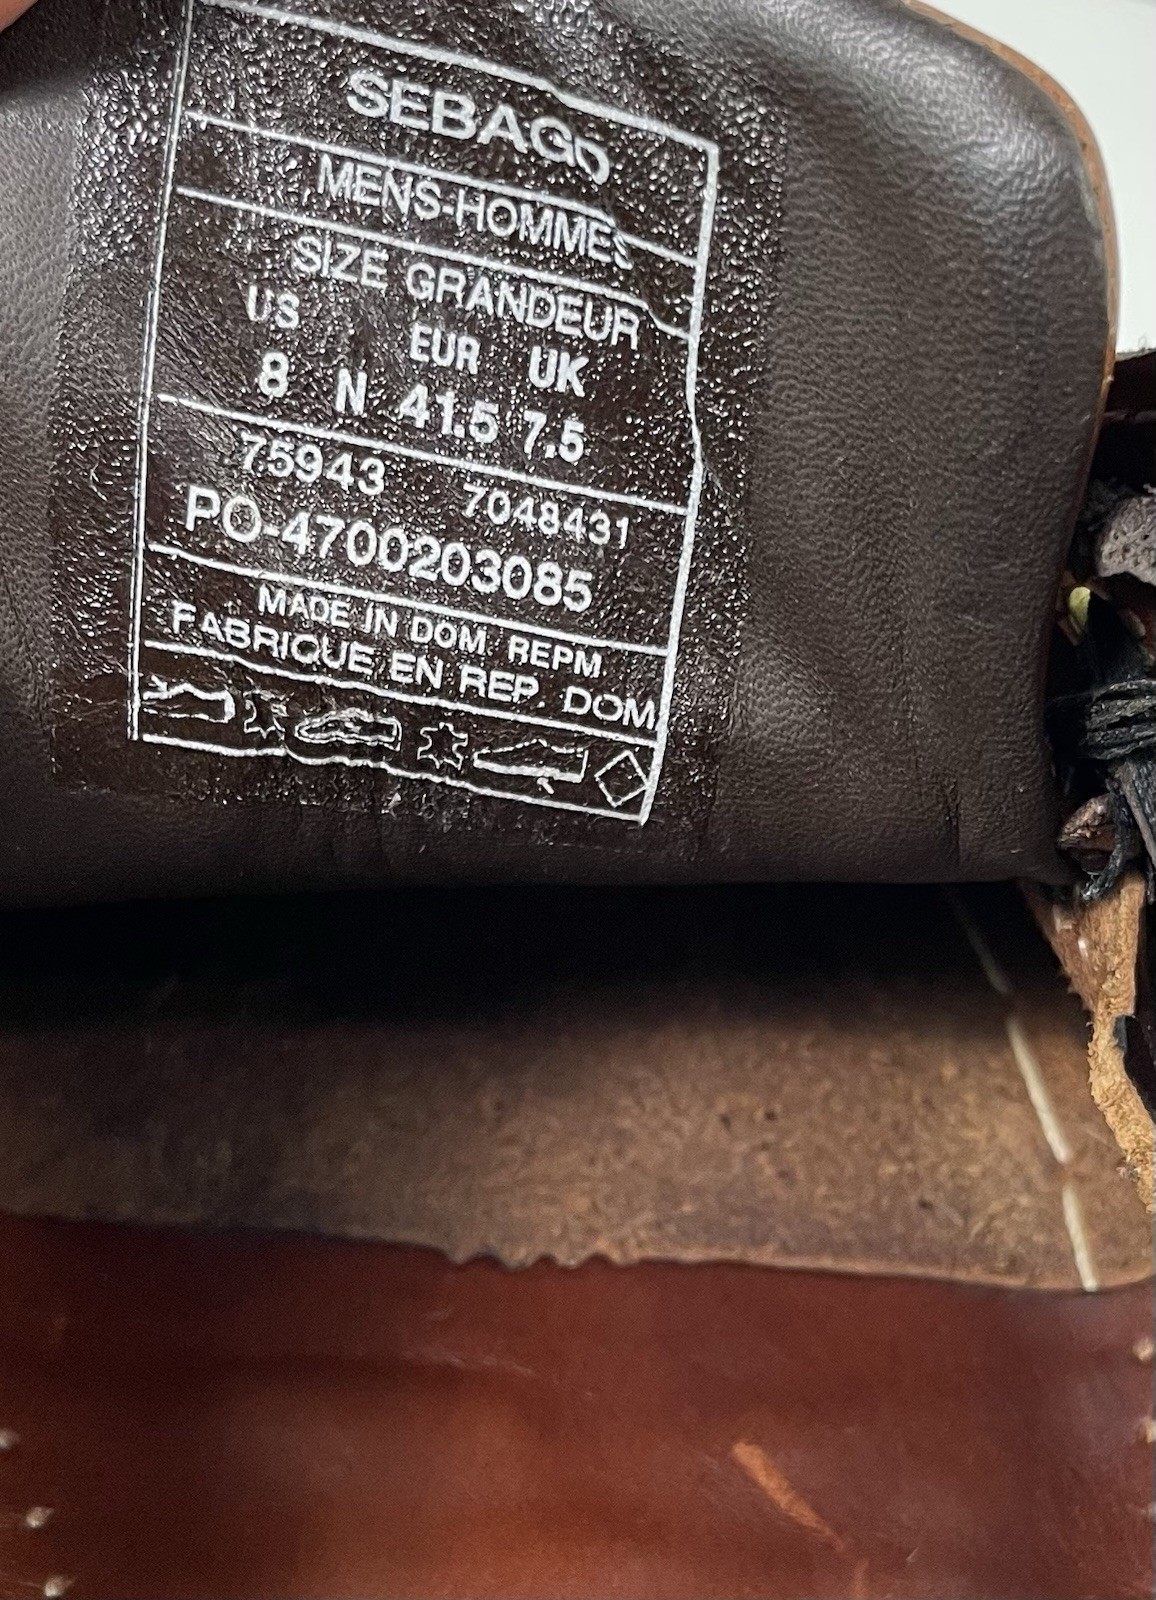 SEBAGO
MENS-HOMMES
SIZE GRANDEUR
US EUR UK
8 N 41.5 7.5
75943 7048431
PO-4700203085
MADE IN DOM. REPM
FABRIQUE EN REP. DOM